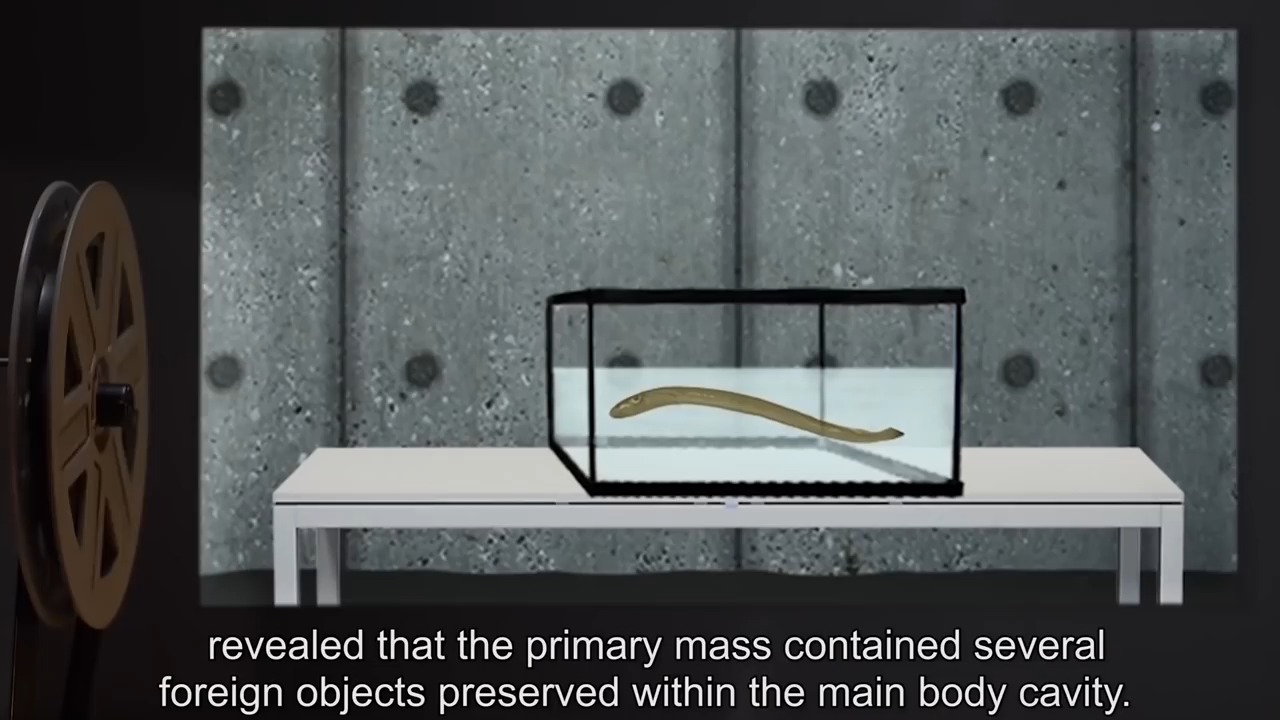 revealed that the primary mass contained several
foreign objects preserved within the main body cavity.